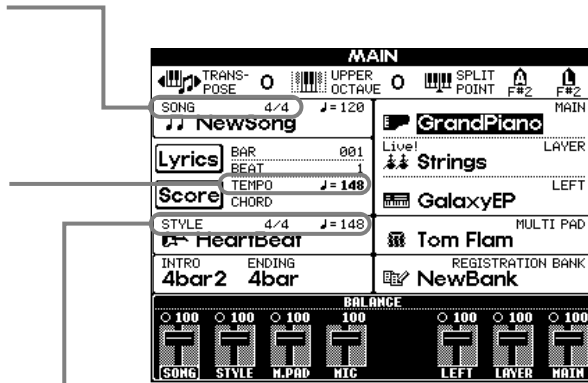 MAIN
TRANS-POSE 0 UPPER OCTAVE 0 SPLIT POINT A F#2 L F#2
SONG 4/4 ♩=120
NewSong
BAR 001
Lyrics
BEAT 1
TEMPO ♩=148
Score
CHORD
STYLE 4/4 ♩=148
HeartBeat
INTRO ENDING
4bar2 4bar
MAIN
GrandPiano
Live! LAYER
Strings
LEFT
GalaxyEP
MULTI PAD
Tom Flam
REGISTRATION BANK
NewBank
BALANCE
100 100 100 100 100 100 100
SONG STYLE M.PAD MIC LEFT LAYER MAIN